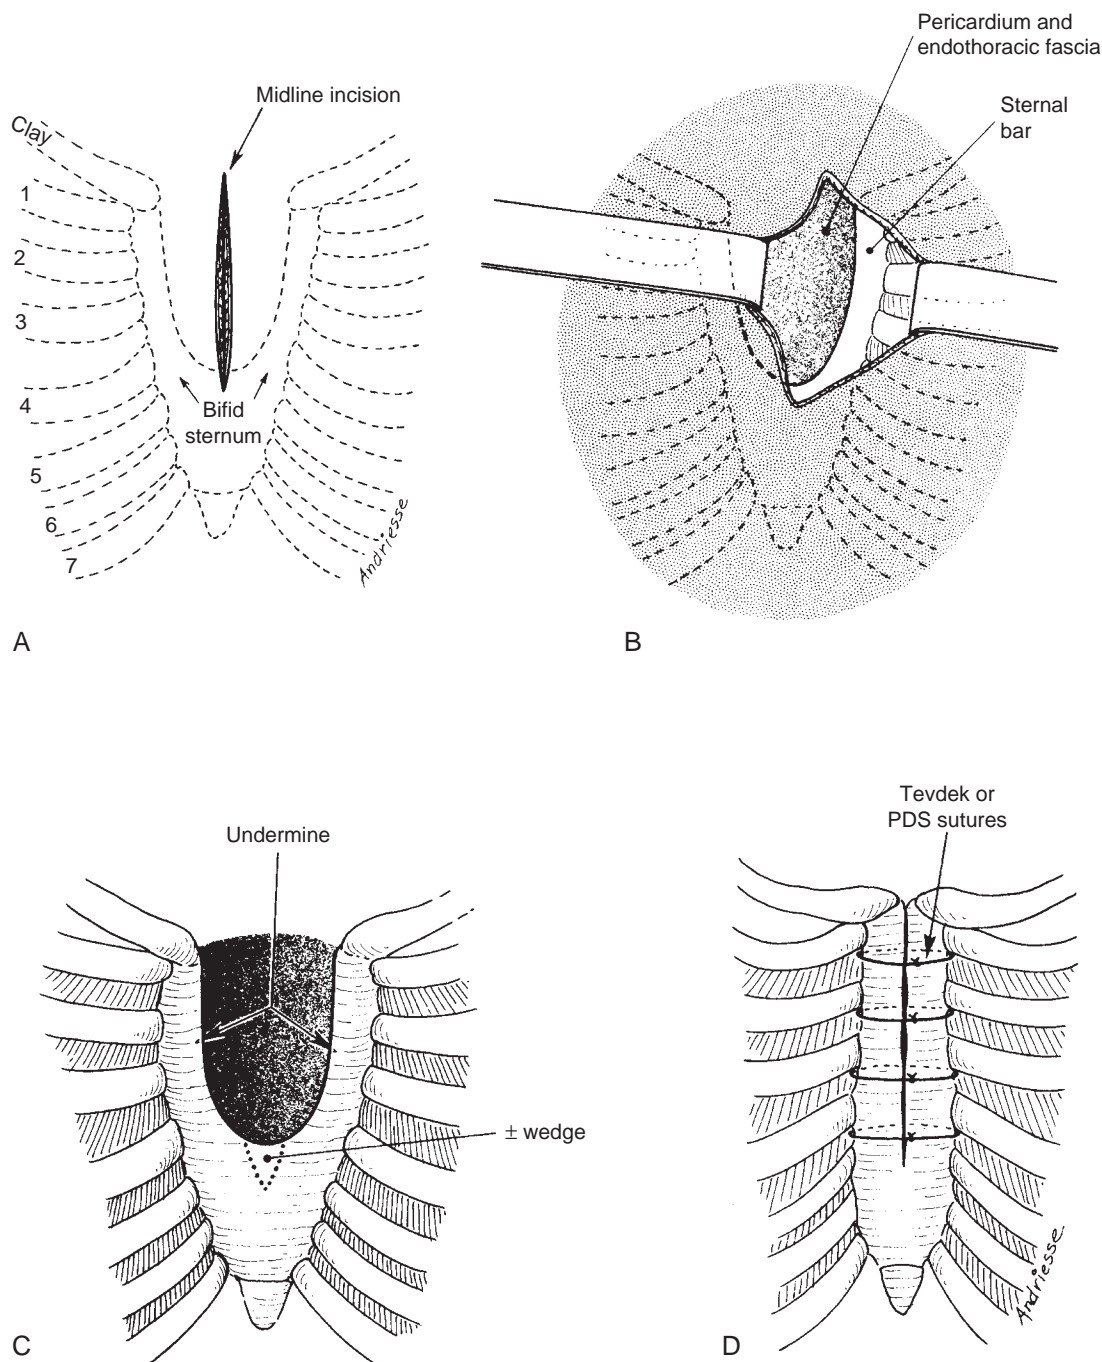 Midline incision
Clay
1
2
3
4
5
6
7
Bifid
sternum
Andriesse
A
Pericardium and
endothoracic fascia
Sternal
bar
B
Undermine
± wedge
C
Tevdek or
PDS sutures
Andriesse
D